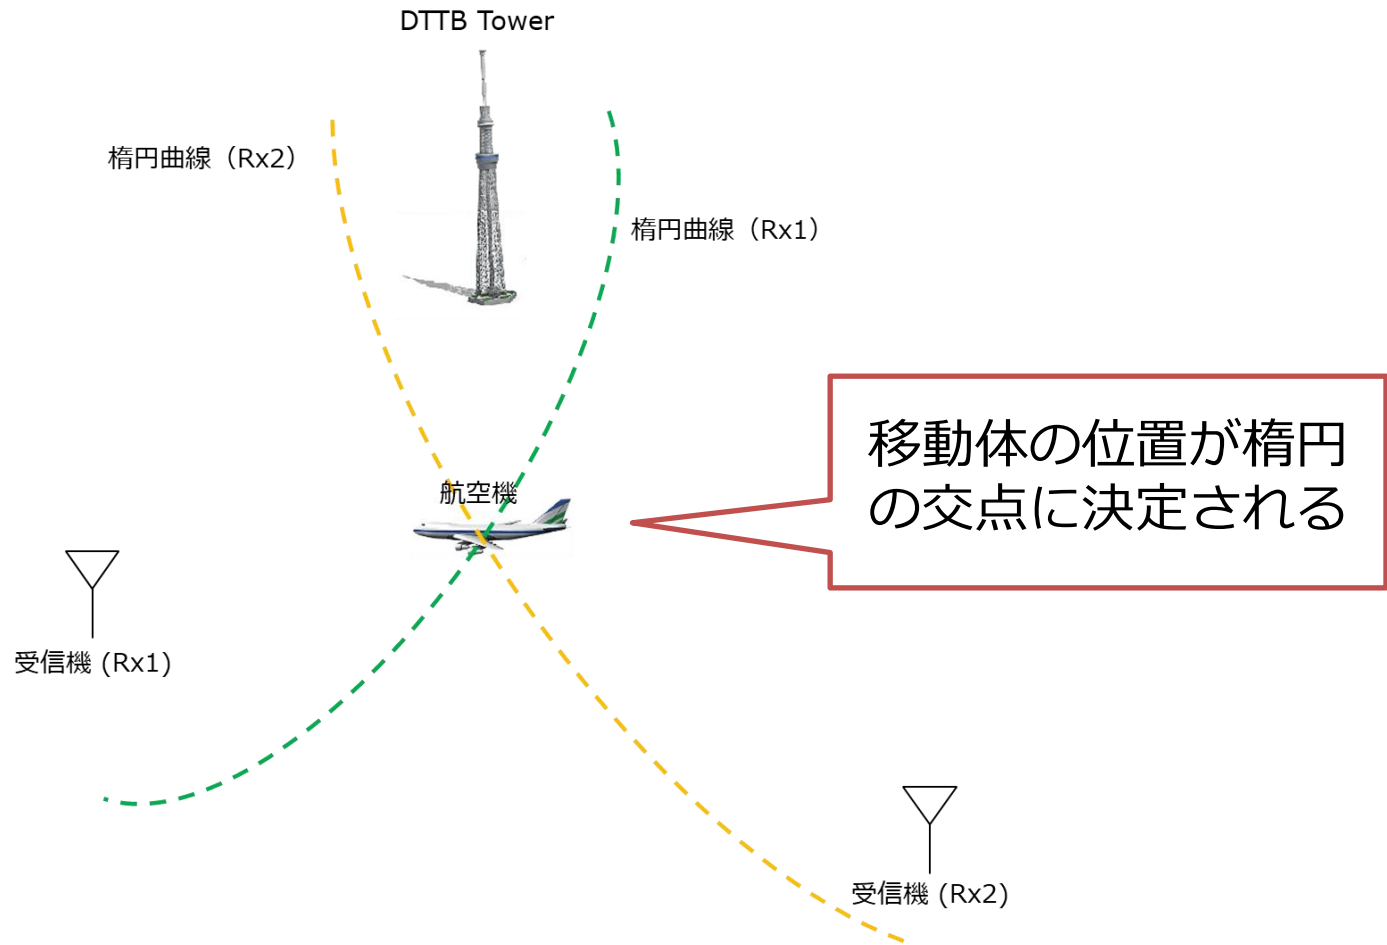 DTTB Tower
楕円曲線（Rx2）
楕円曲線（Rx1）
移動体の位置が楕円
の交点に決定される
航空機
受信機 (Rx1)
受信機 (Rx2)